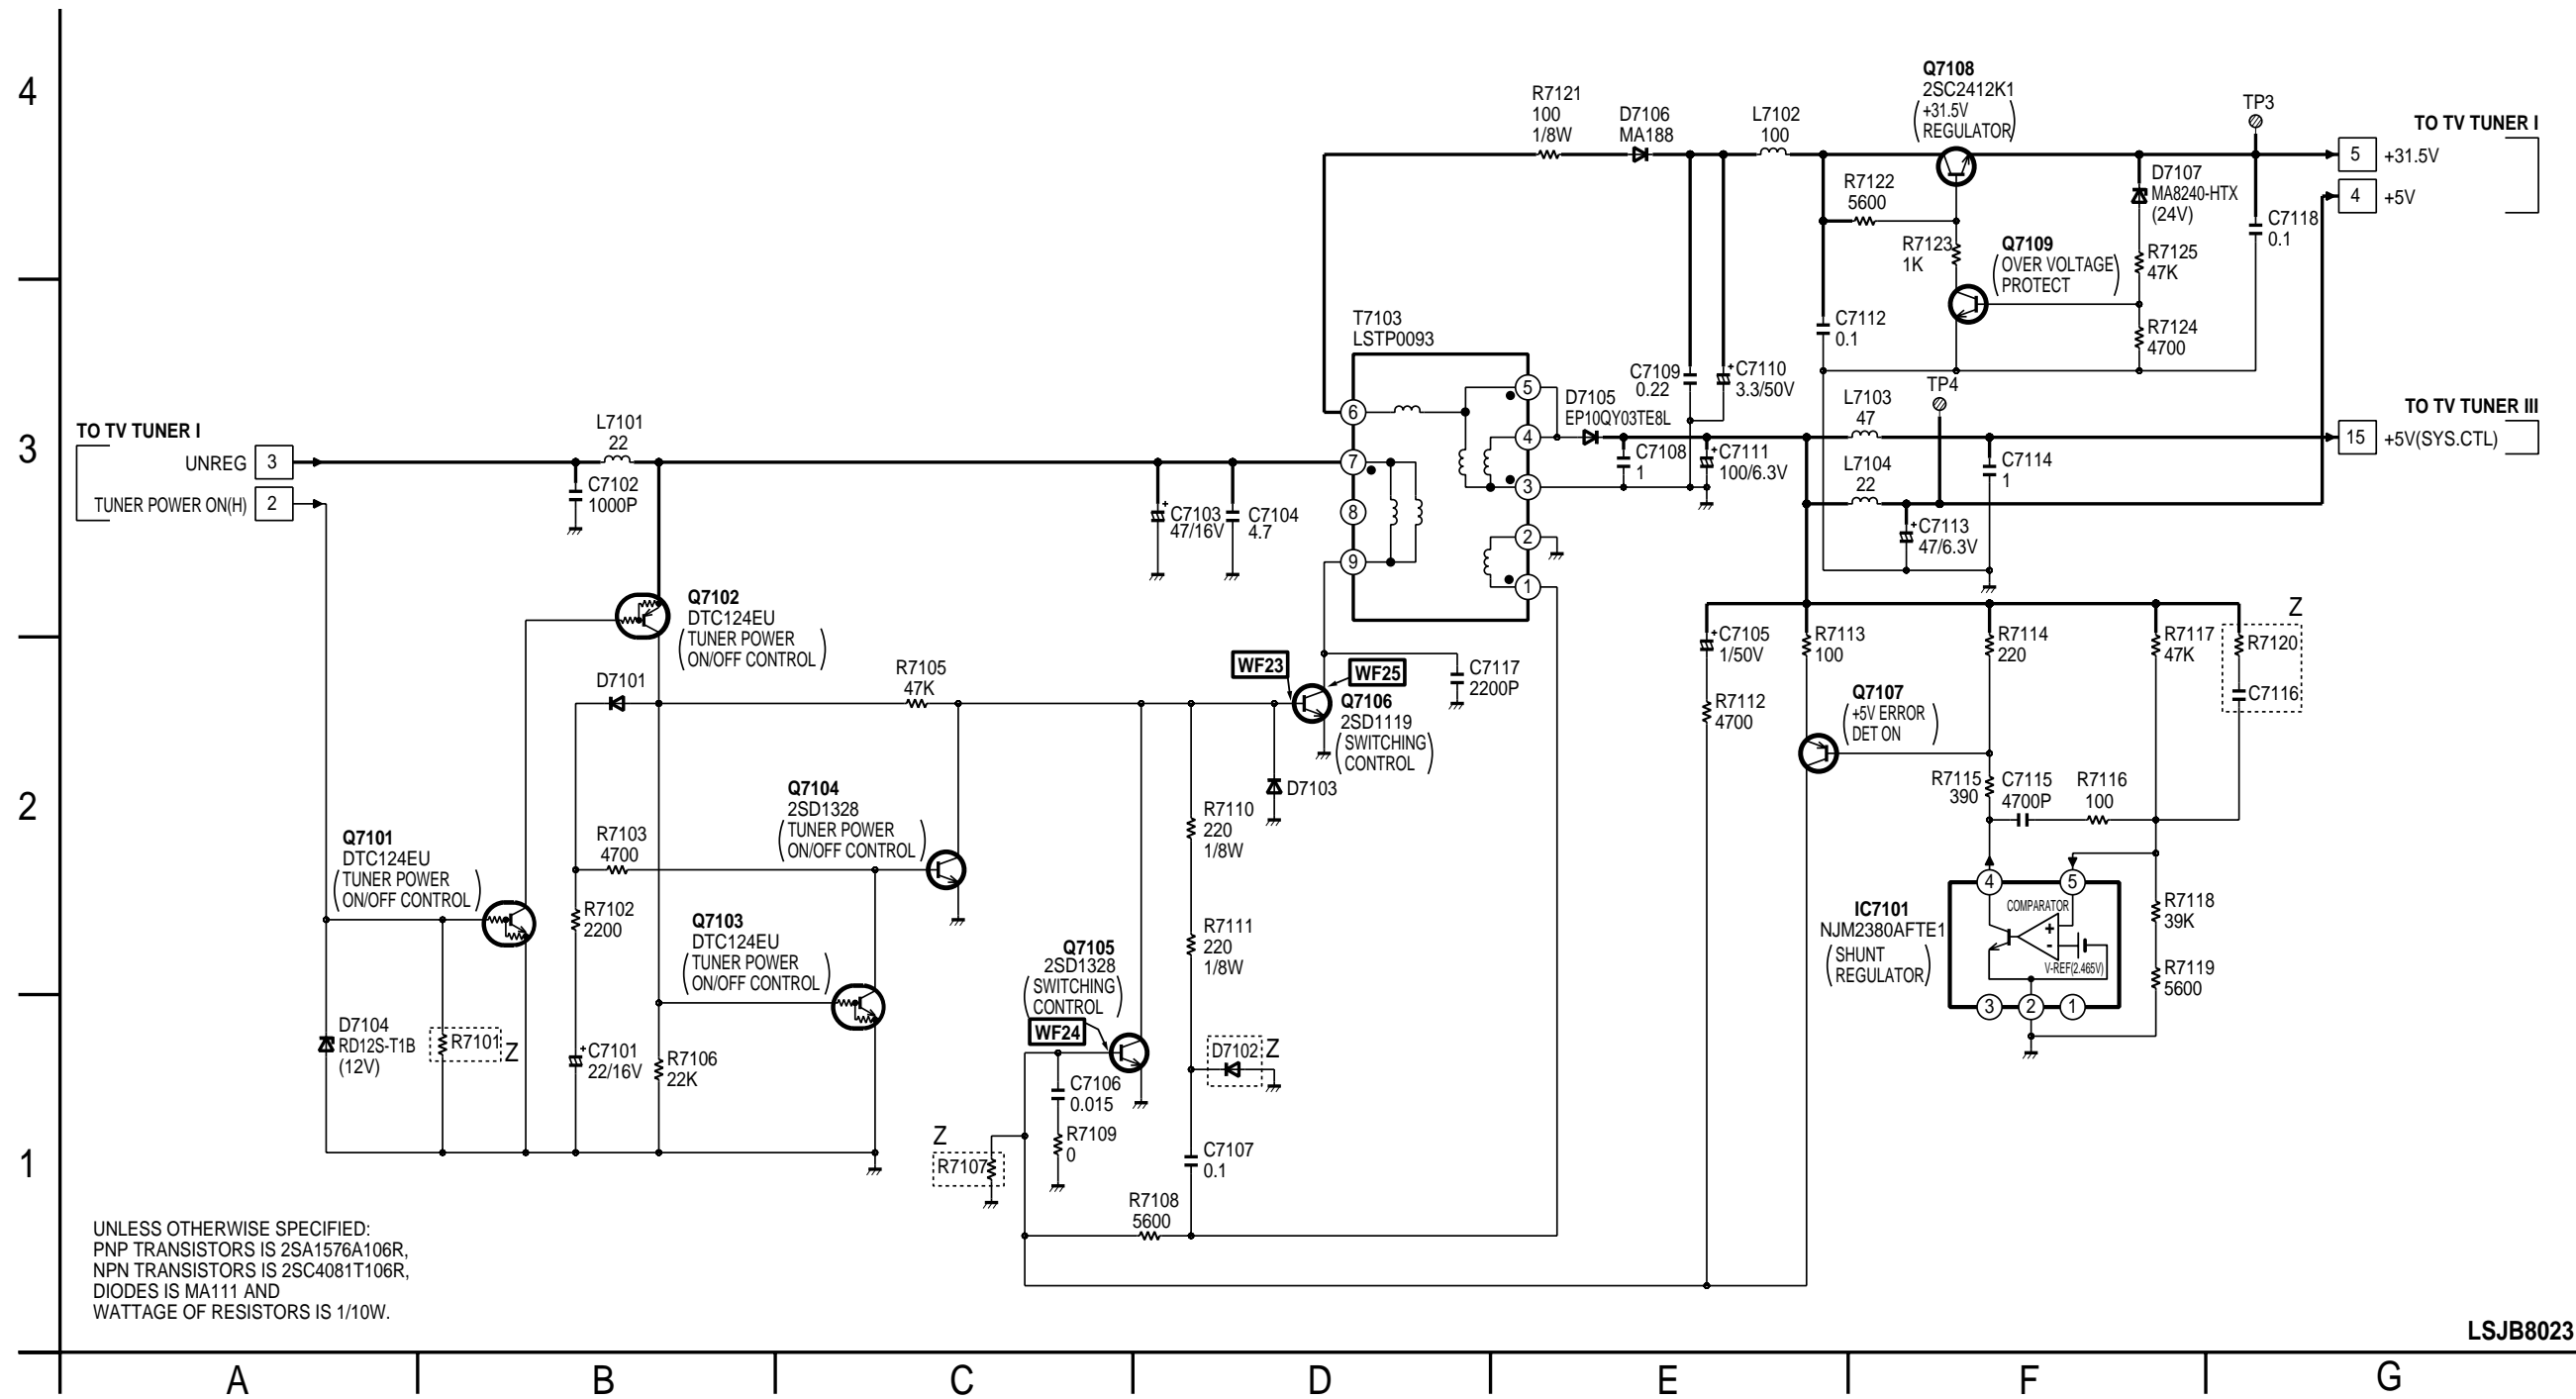 4
Q7108
2SC2412K1
(+31.5V
REGULATOR)
R7121
100
1/8W
D7106
MA188
L7102
100
TP3
TO TV TUNER I
5 +31.5V
4 +5V
R7122
5600
D7107
MA8240-HTX
(24V)
C7118
0.1
R7123
1K
Q7109
(OVER VOLTAGE
PROTECT)
R7125
47K
T7103
LSTP0093
C7112
0.1
R7124
4700
C7109
0.22
+C7110
3.3/50V
TP4
5
6
D7105
EP10QY03TE8L
L7103
47
TO TV TUNER III
15 +5V(SYS.CTL)
3
TO TV TUNER I
UNREG 3
TUNER POWER ON(H) 2
L7101
22
C7102
1000P
+C7103
47/16V
C7104
4.7
4
7
C7108
1
+C7111
100/6.3V
L7104
22
C7114
1
3
8
2
9
1
+C7113
47/6.3V
Q7102
DTC124EU
(TUNER POWER
ON/OFF CONTROL)
Z
+C7105
1/50V
R7113
100
R7114
220
R7117
47K
R7120
C7116
D7101
R7105
47K
WF23
WF25
C7117
2200P
Q7106
2SD1119
(SWITCHING
CONTROL)
R7112
4700
Q7107
(+5V ERROR
DET ON)
2
Q7104
2SD1328
(TUNER POWER
ON/OFF CONTROL)
D7103
R7115
390
C7115
4700P
R7116
100
Q7101
DTC124EU
(TUNER POWER
ON/OFF CONTROL)
R7103
4700
R7110
220
1/8W
4
5
R7102
2200
Q7103
DTC124EU
(TUNER POWER
ON/OFF CONTROL)
Q7105
2SD1328
(SWITCHING
CONTROL)
R7111
220
1/8W
IC7101
NJM2380AFTE1
(SHUNT
REGULATOR)
COMPARATOR
+
-
V-REF(2.465V)
R7118
39K
R7119
5600
3
2
1
WF24
D7104
RD12S-T1B
(12V)
R7101
Z
+C7101
22/16V
R7106
22K
D7102
Z
C7106
0.015
1
Z
R7107
R7109
0
C7107
0.1
R7108
5600
UNLESS OTHERWISE SPECIFIED:
PNP TRANSISTORS IS 2SA1576A106R,
NPN TRANSISTORS IS 2SC4081T106R,
DIODES IS MA111 AND
WATTAGE OF RESISTORS IS 1/10W.
LSJB8023
A B C D E F G